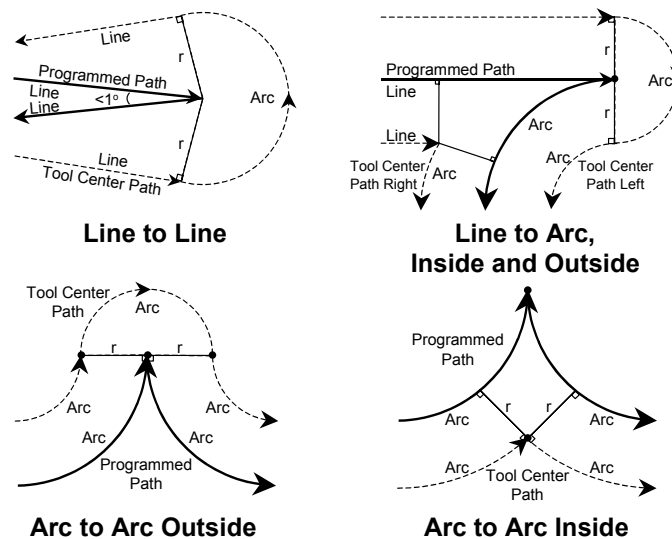 Line
r
Programmed Path
Line
Line
<1°
Arc
r
Line
Tool Center Path
Line to Line
Programmed Path
r
Line
Arc
Arc
r
Line
Tool Center
Path Right
Arc
Arc
Tool Center
Path Left
Line to Arc,
Inside and Outside
Tool Center
Path
Arc
r
r
Arc
Arc
Arc
Arc
Programmed
Path
Arc to Arc Outside
Programmed
Path
Arc
r
r
Arc
Arc
Arc
Tool Center
Path
Arc to Arc Inside